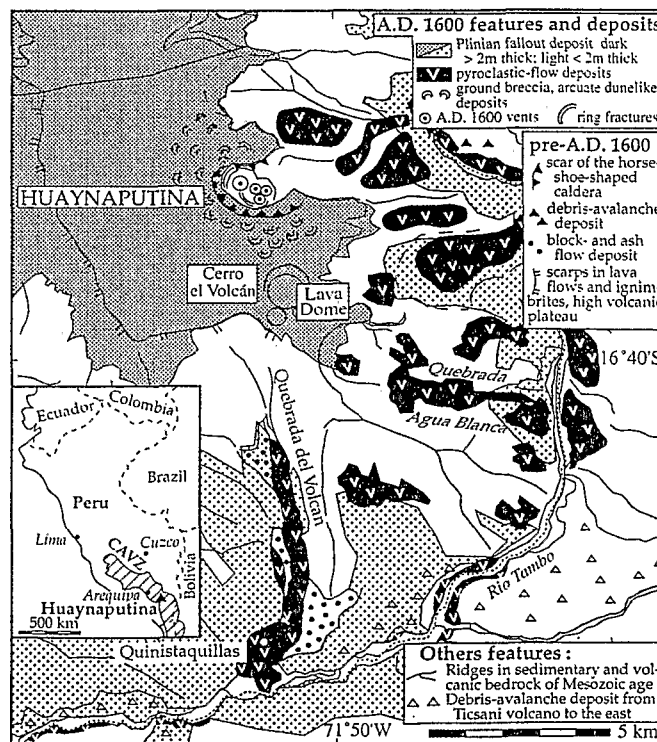 A.D. 1600 features and deposits
Plinian fallout deposit dark
> 2m thick; light < 2m thick
pyroclastic-flow deposits
ground breccia, arcuate dunelike
deposits
A.D. 1600 vents
ring fractures
pre-A.D. 1600
scar of the horse-
shoe-shaped
caldera
debris-avalanche
deposit
block- and ash
flow deposit
scarps in lava
flows and ignim-
brites, high volcanic
plateau
HUAYNAPUTINA
Cerro
el Volcán
Lava
Dome
16°40'S
Quebrada
Agua Blanca
Quebrada del Volcan
Ecuador
Colombia
Brazil
Peru
Lima
Cuzco
CAVZ
Bolivia
Arequipa
Huaynaputina
500 km
Rio Tambo
Quinistaquillas
Others features :
Ridges in sedimentary and vol-
canic bedrock of Mesozoic age
Debris-avalanche deposit from
Ticsani volcano to the east
71°50'W
5 km